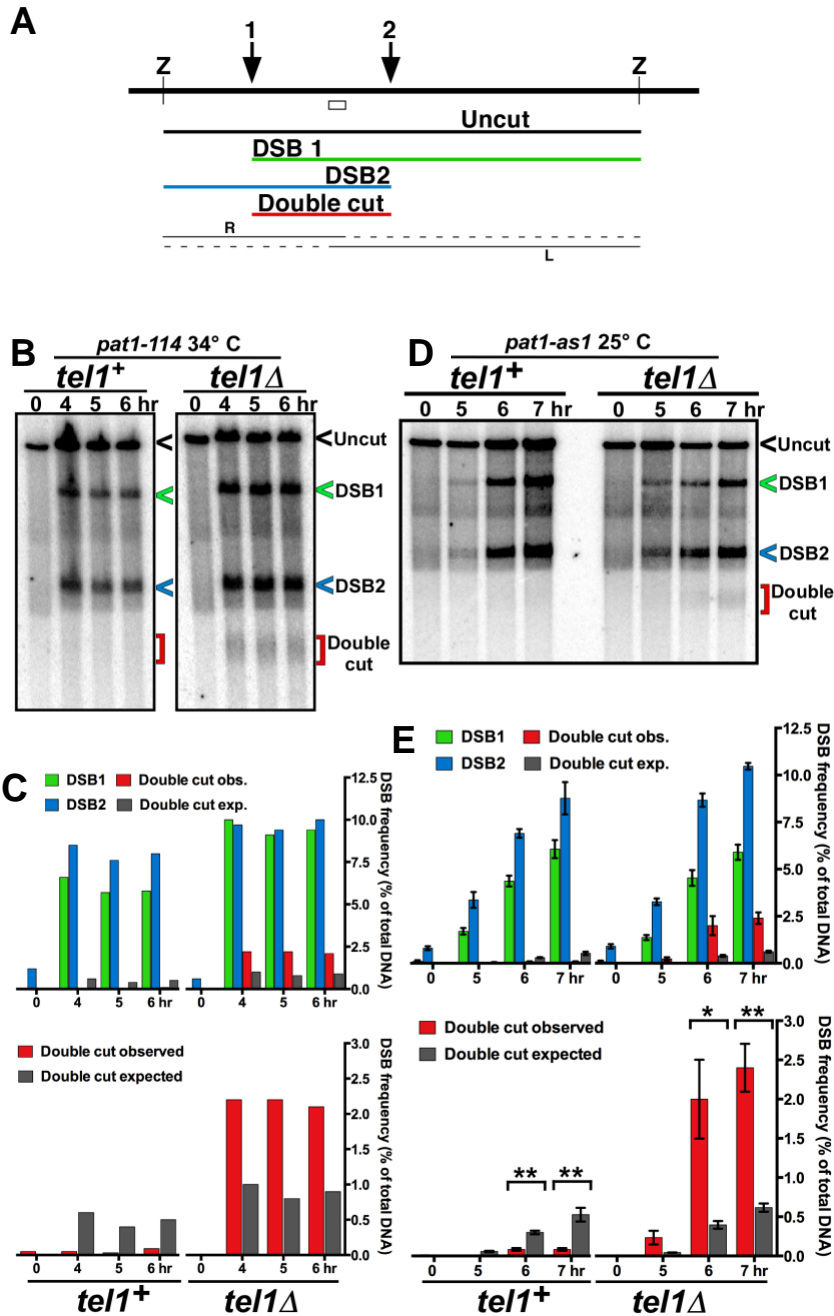 A
1 2
Z Z
Uncut
DSB 1
DSB2
Double cut
R
L
B
pat1-114 34° C
tel1+ tel1Δ
0 4 5 6 hr 0 4 5 6 hr
Uncut
DSB1
DSB2
Double
cut
D
pat1-as1 25° C
tel1+ tel1Δ
0 5 6 7 hr 0 5 6 7 hr
Uncut
DSB1
DSB2
Double
cut
C
DSB1 Double cut obs.
DSB2 Double cut exp.
12.5
10.0
7.5
5.0
2.5
0.0
DSB frequency (% of total DNA)
0 4 5 6 hr 0 4 5 6 hr
Double cut observed
Double cut expected
3.0
2.5
2.0
1.5
1.0
0.5
0.0
DSB frequency (% of total DNA)
0 4 5 6 hr 0 4 5 6 hr
tel1+ tel1Δ
E
DSB1 Double cut obs.
DSB2 Double cut exp.
12.5
10.0
7.5
5.0
2.5
0.0
DSB frequency (% of total DNA)
0 5 6 7 hr 0 5 6 7 hr
Double cut observed
Double cut expected
** ** * **
3.0
2.5
2.0
1.5
1.0
0.5
0.0
DSB frequency (% of total DNA)
0 5 6 7 hr 0 5 6 7 hr
tel1+ tel1Δ